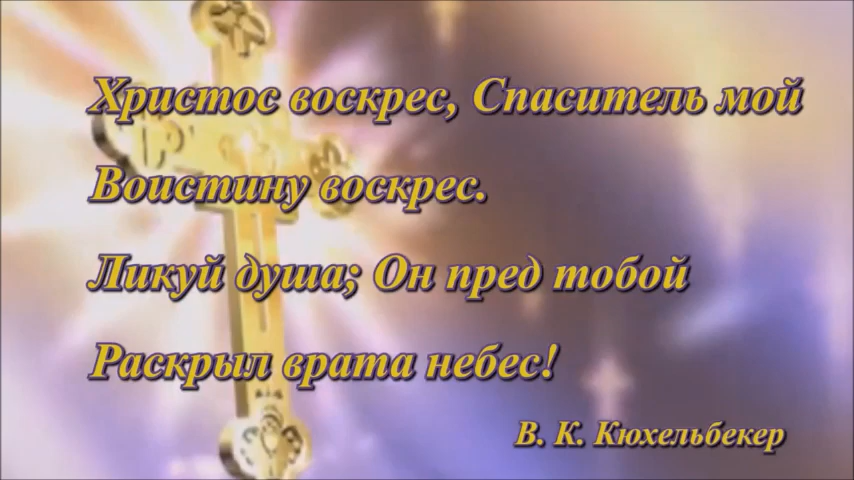 Христос воскрес, Спаситель мой
Воистину воскрес.
Ликуй душа; Он пред тобой
Раскрыл врата небес!
В. К. Кюхельбекер